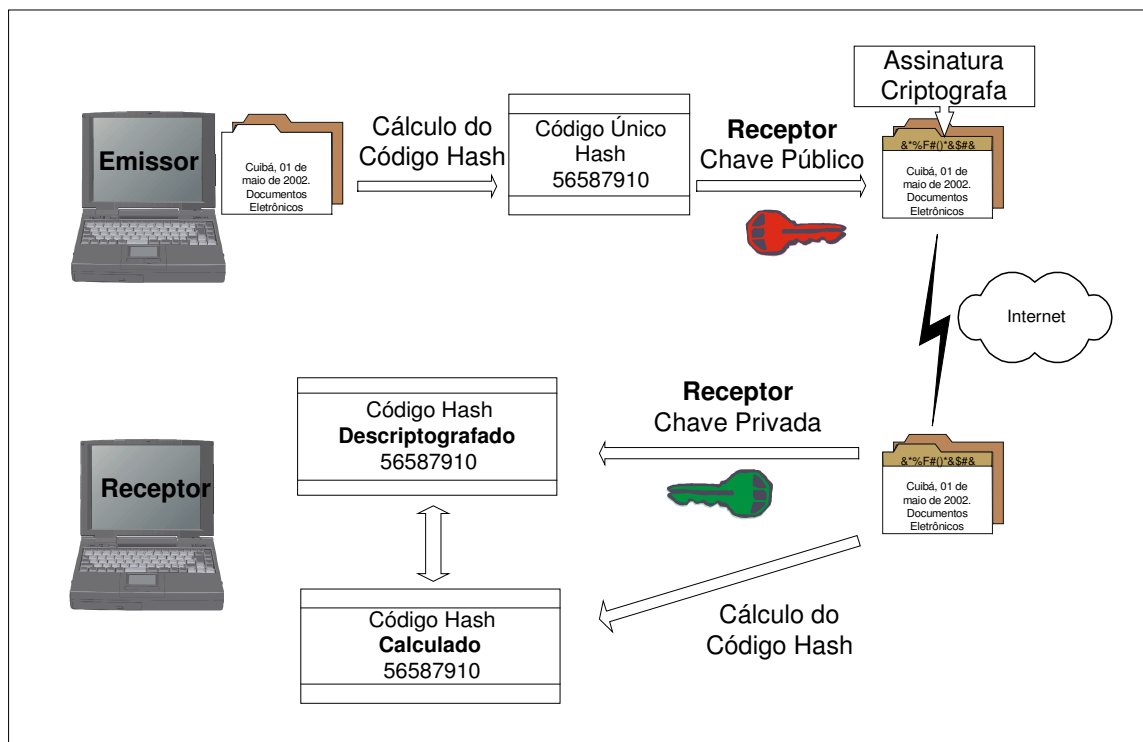 Assinatura
Criptografa
Emissor
Cuibá, 01 de
maio de 2002.
Documentos
Eletrônicos
Cálculo do
Código Hash
Código Único
Hash
56587910
Receptor
Chave Público
&*%F#()*&$#&
Cuibá, 01 de
maio de 2002.
Documentos
Eletrônicos
Internet
Receptor
Código Hash
Descriptografado
56587910
Receptor
Chave Privada
&*%F#()*&$#&
Cuibá, 01 de
maio de 2002.
Documentos
Eletrônicos
Código Hash
Calculado
56587910
Cálculo do
Código Hash